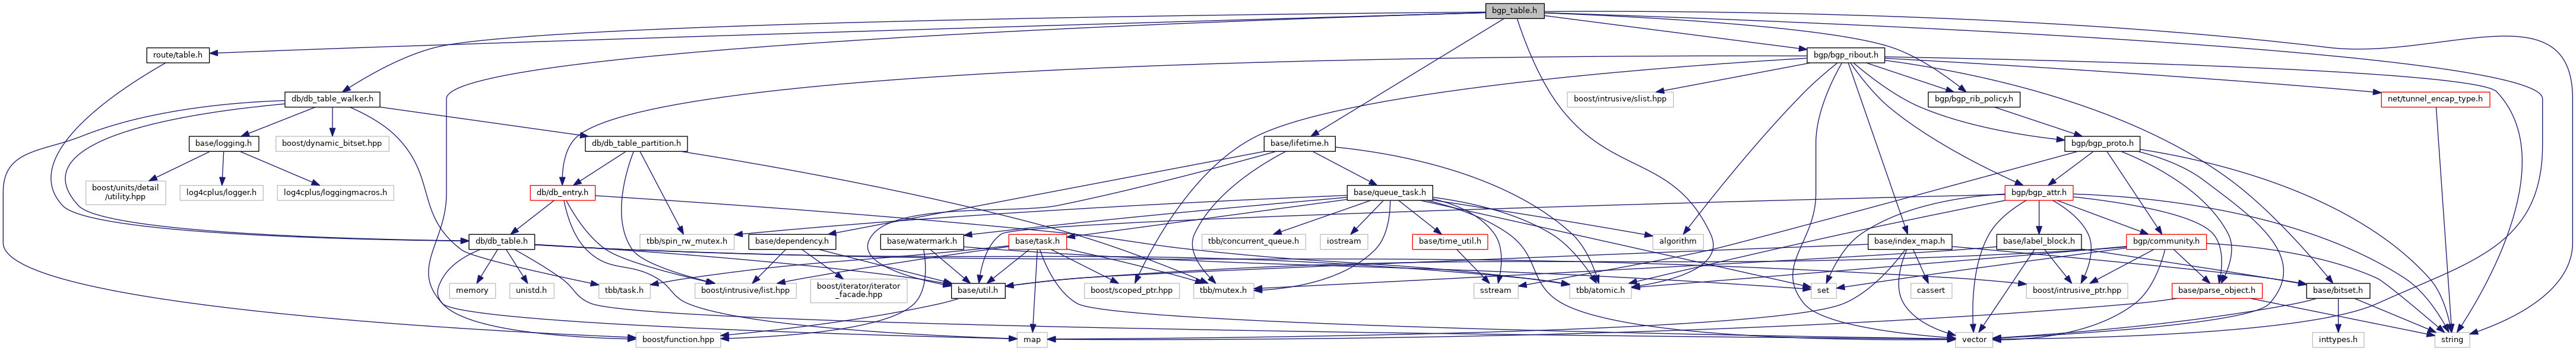 bgp_table.h
route/table.h
bgp/bgp_ribout.h
db/db_table_walker.h
boost/intrusive/slist.hpp
bgp/bgp_rib_policy.h
net/tunnel_encap_type.h
base/logging.h
boost/dynamic_bitset.hpp
db/db_table_partition.h
base/lifetime.h
bgp/bgp_proto.h
boost/units/detail
/utility.hpp
log4cplus/logger.h
log4cplus/loggingmacros.h
db/db_entry.h
base/queue_task.h
bgp/bgp_attr.h
db/db_table.h
tbb/spin_rw_mutex.h
base/dependency.h
base/watermark.h
base/task.h
tbb/concurrent_queue.h
iostream
base/time_util.h
algorithm
base/index_map.h
base/label_block.h
bgp/community.h
memory
unistd.h
tbb/task.h
boost/intrusive/list.hpp
boost/iterator/iterator
_facade.hpp
base/util.h
boost/scoped_ptr.hpp
tbb/mutex.h
sstream
tbb/atomic.h
set
cassert
boost/intrusive_ptr.hpp
base/parse_object.h
base/bitset.h
boost/function.hpp
map
vector
inttypes.h
string